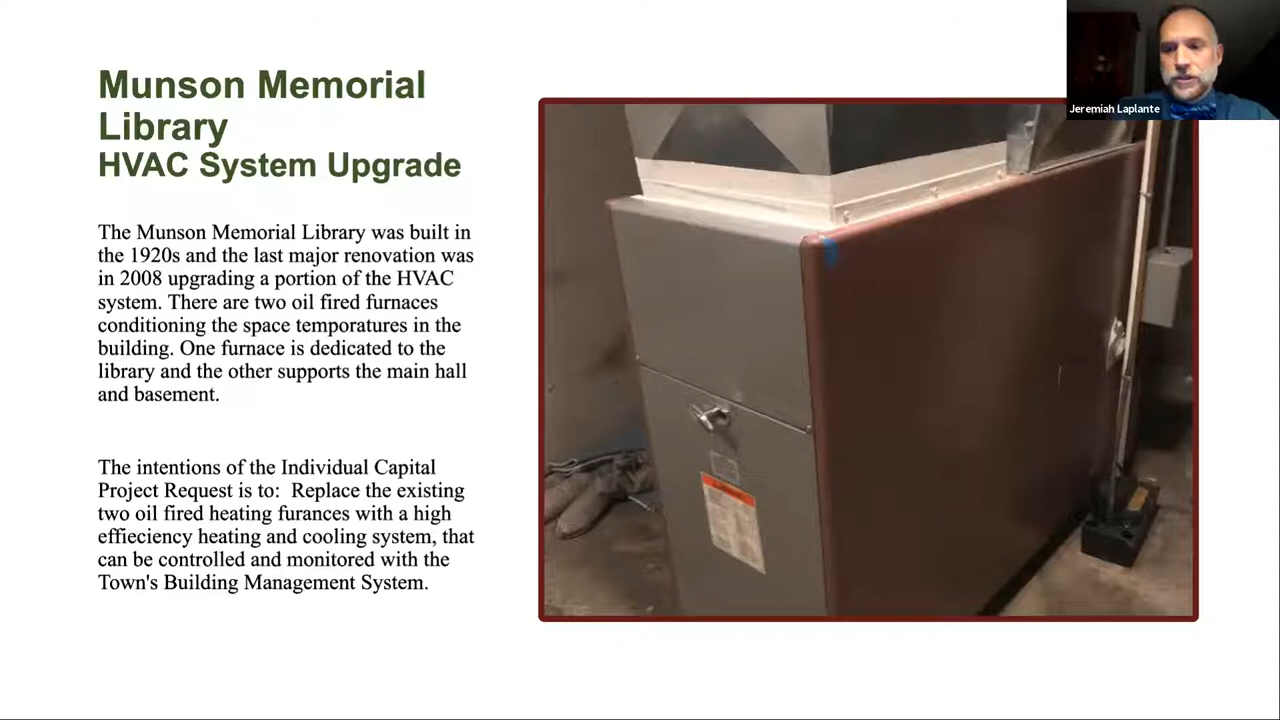 Munson Memorial
Library
HVAC System Upgrade
The Munson Memorial Library was built in
the 1920s and the last major renovation was
in 2008 upgrading a portion of the HVAC
system. There are two oil fired furnaces
conditioning the space temperatures in the
building. One furnace is dedicated to the
library and the other supports the main hall
and basement.
The intentions of the Individual Capital
Project Request is to:  Replace the existing
two oil fired heating furances with a high
effieciency heating and cooling system, that
can be controlled and monitored with the
Town's Building Management System.
Jeremiah Laplante